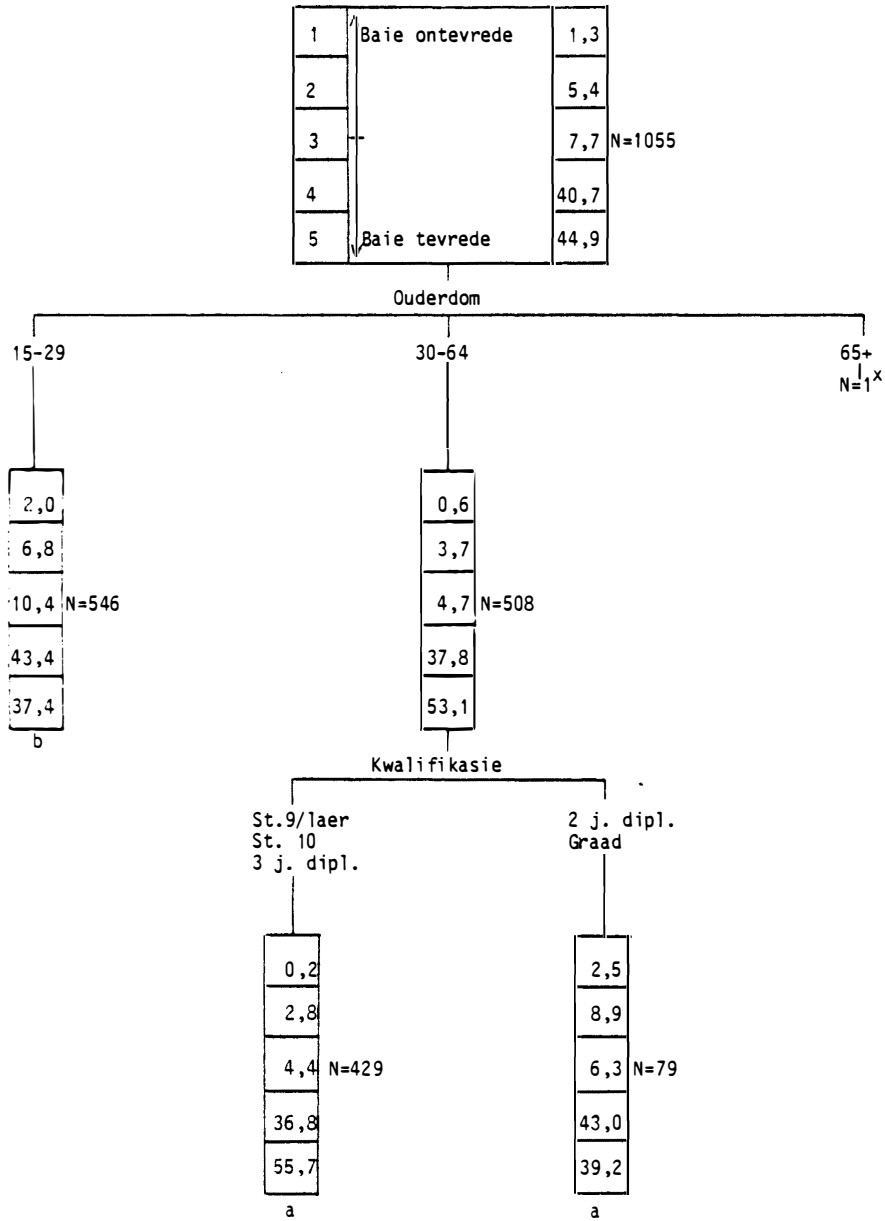 1 Baie ontevrede 1,3
2 5,4
3 7,7 N=1055
4 40,7
5 Baie tevrede 44,9
Ouderdom
15-29 30-64 65+
N=1x
2,0 0,6
6,8 3,7
10,4 N=546 4,7 N=508
43,4 37,8
37,4 53,1
b
Kwalifikasie
St.9/laer 2 j. dipl.
St. 10 Graad
3 j. dipl.
0,2 2,5
2,8 8,9
4,4 N=429 6,3 N=79
36,8 43,0
55,7 39,2
a a